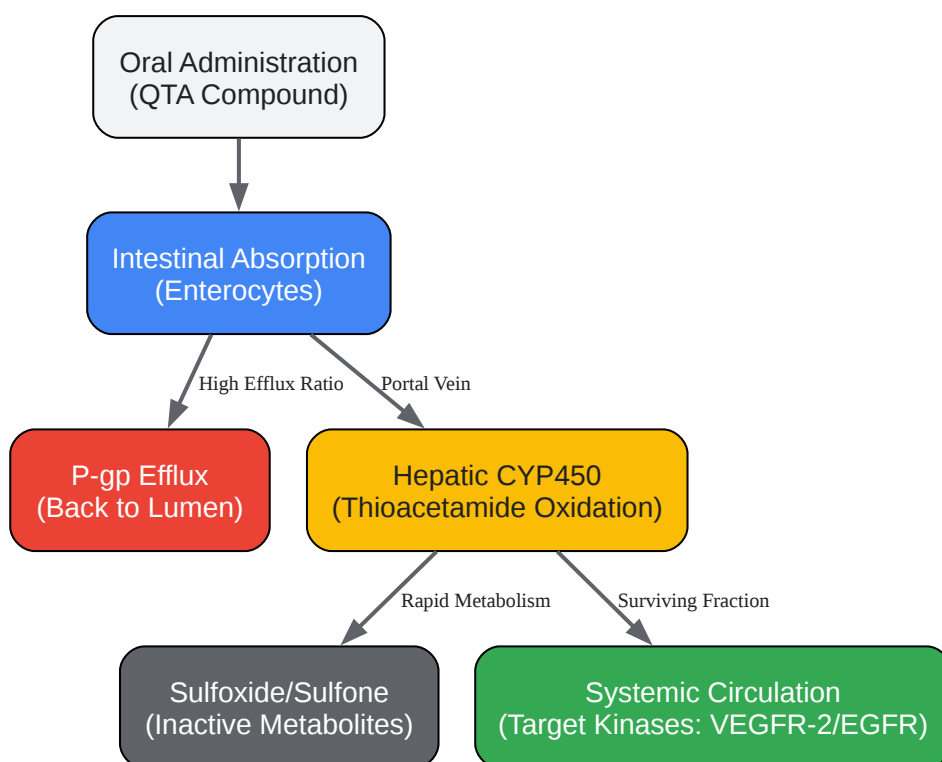 Oral Administration
(QTA Compound)
Intestinal Absorption
(Enterocytes)
High Efflux Ratio
Portal Vein
P-gp Efflux
(Back to Lumen)
Hepatic CYP450
(Thioacetamide Oxidation)
Rapid Metabolism
Surviving Fraction
Sulfoxide/Sulfone
(Inactive Metabolites)
Systemic Circulation
(Target Kinases: VEGFR-2/EGFR)